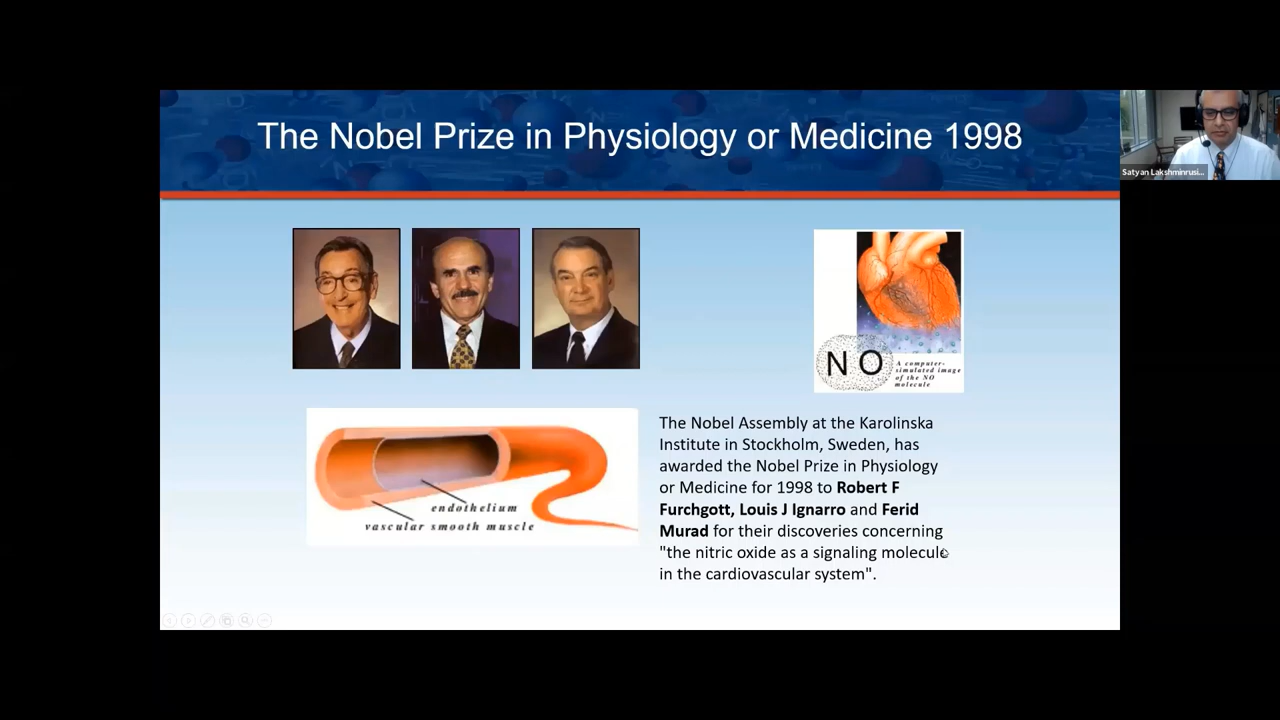 The Nobel Prize in Physiology or Medicine 1998
Satyan Lakshminrusi...
N O
A computer-
simulated image
of the NO
molecule
endothelium
vascular smooth muscle
The Nobel Assembly at the Karolinska
Institute in Stockholm, Sweden, has
awarded the Nobel Prize in Physiology
or Medicine for 1998 to Robert F
Furchgott, Louis J Ignarro and Ferid
Murad for their discoveries concerning
"the nitric oxide as a signaling molecule
in the cardiovascular system".